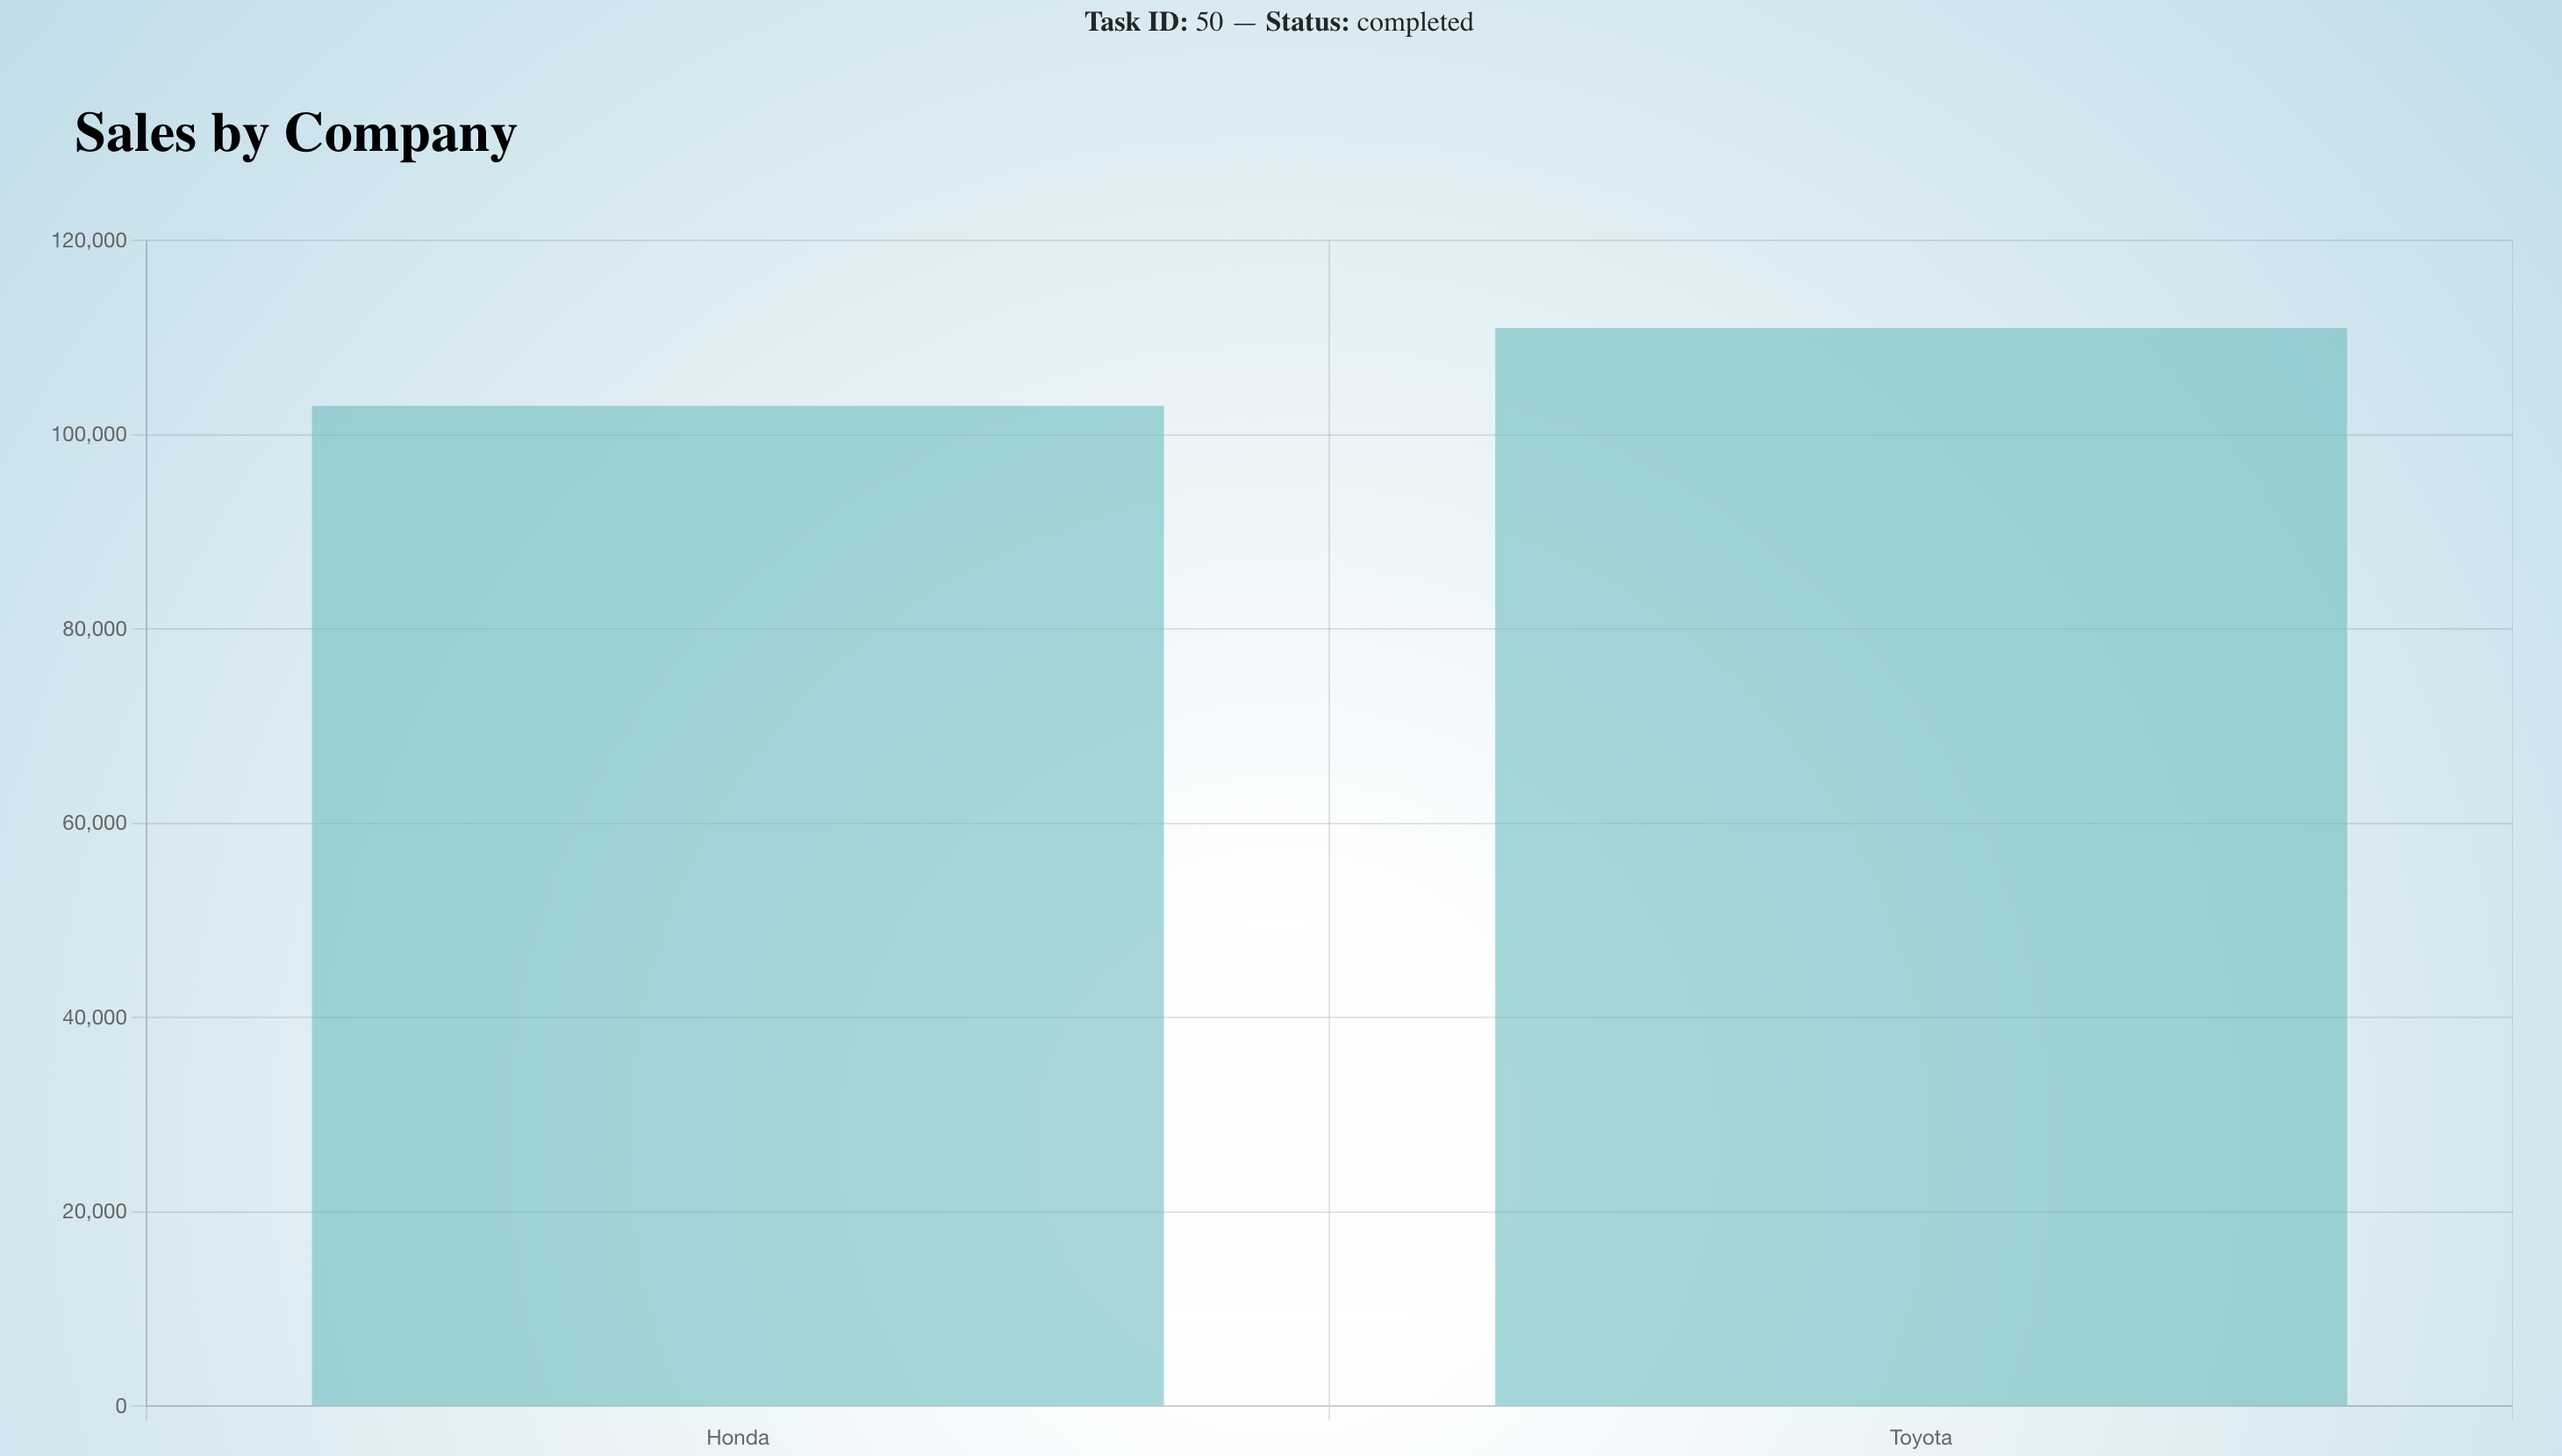 Task ID: 50 — Status: completed
Sales by Company
120,000
100,000
80,000
60,000
40,000
20,000
0
Honda Toyota